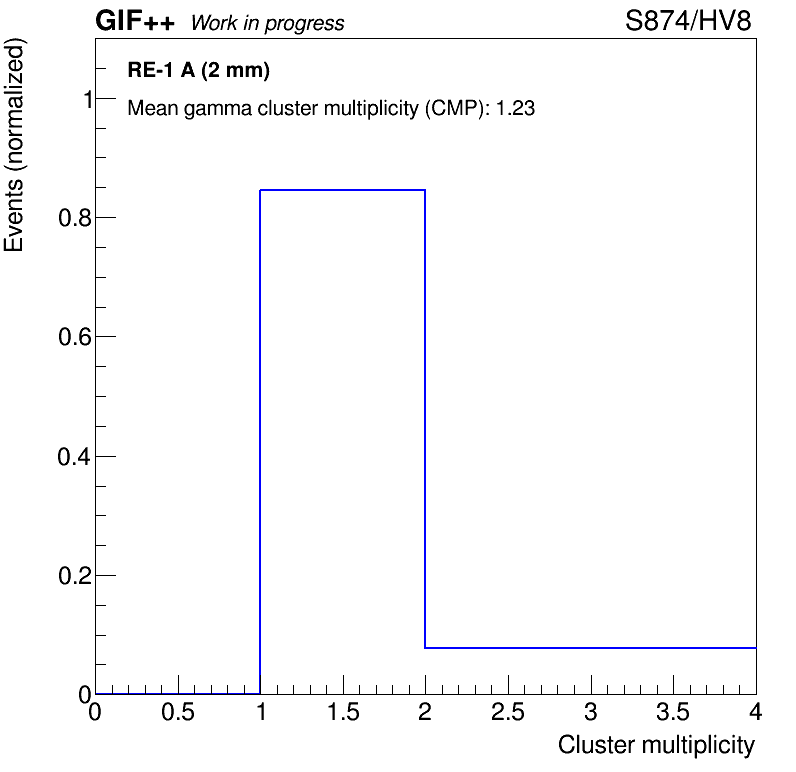 GIF++ Work in progress S874/HV8
RE-1 A (2 mm)
Mean gamma cluster multiplicity (CMP): 1.23
Events (normalized)
1
0.8
0.6
0.4
0.2
0
0 0.5 1 1.5 2 2.5 3 3.5 4
Cluster multiplicity